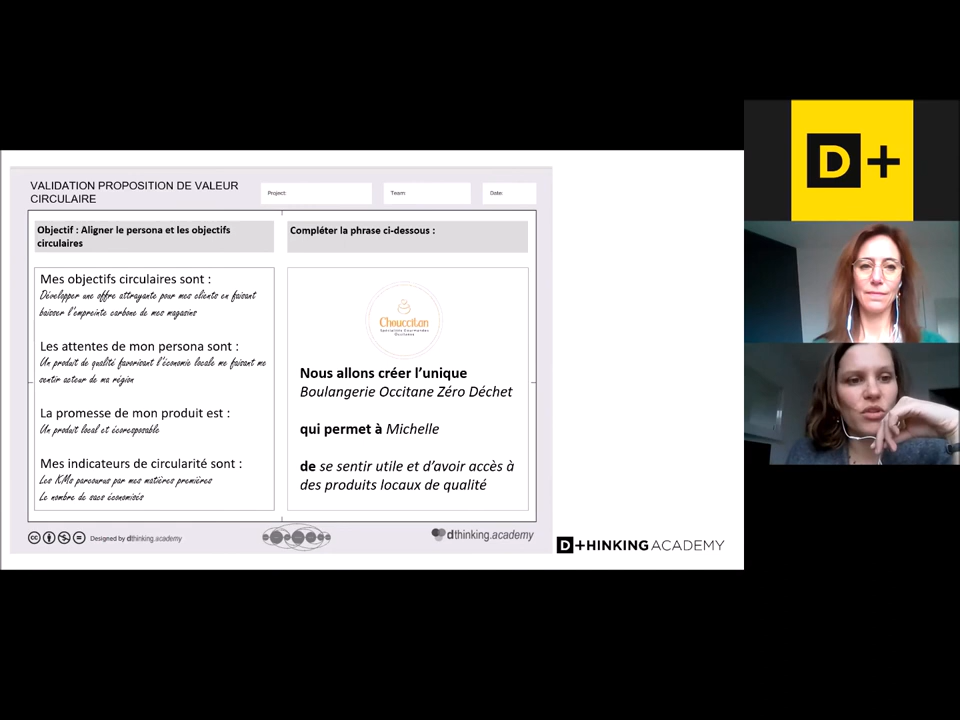 VALIDATION PROPOSITION DE VALEUR
CIRCULAIRE
Project:
Team:
Date:
Objectif : Aligner le persona et les objectifs
circulaires
Mes objectifs circulaires sont :
Développer une offre attrayante pour mes clients en faisant
baisser l'empreinte carbone de mes magasins
Les attentes de mon persona sont :
Un produit de qualité favorisant l'économie locale me faisant me
sentir acteur de ma région
La promesse de mon produit est :
Un produit local et écoresposable
Mes indicateurs de circularité sont :
Les KMs parcourus par mes matières premières
Le nombre de sacs économisés
Compléter la phrase ci-dessous :
Chouccitan
Spécialités Gourmandes
Occitanes
Nous allons créer l'unique
Boulangerie Occitane Zéro Déchet
qui permet à Michelle
de se sentir utile et d'avoir accès à
des produits locaux de qualité
cc
Designed by dthinking.academy
dthinking.academy
D+HINKING ACADEMY
D+